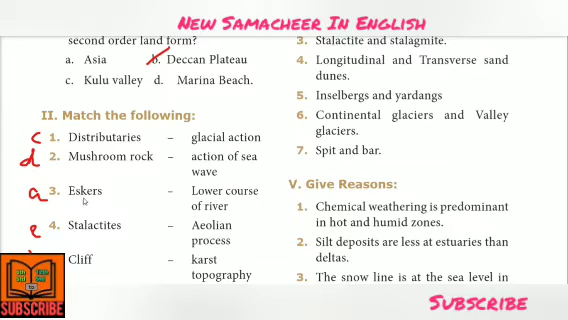 New Samacheer In English
second order land form?
a. Asia b. Deccan Plateau
c. Kulu valley d. Marina Beach.
II. Match the following:
c 1. Distributaries – glacial action
d 2. Mushroom rock – action of sea
wave
a 3. Eskers – Lower course
of river
e 4. Stalactites – Aeolian
process
Cliff – karst
topography
3. Stalactite and stalagmite.
4. Longitudinal and Transverse sand
dunes.
5. Inselbergs and yardangs
6. Continental glaciers and Valley
glaciers.
7. Spit and bar.
V. Give Reasons:
1. Chemical weathering is predominant
in hot and humid zones.
2. Silt deposits are less at estuaries than
deltas.
3. The snow line is at the sea level in
SUBSCRIBE
Subscribe